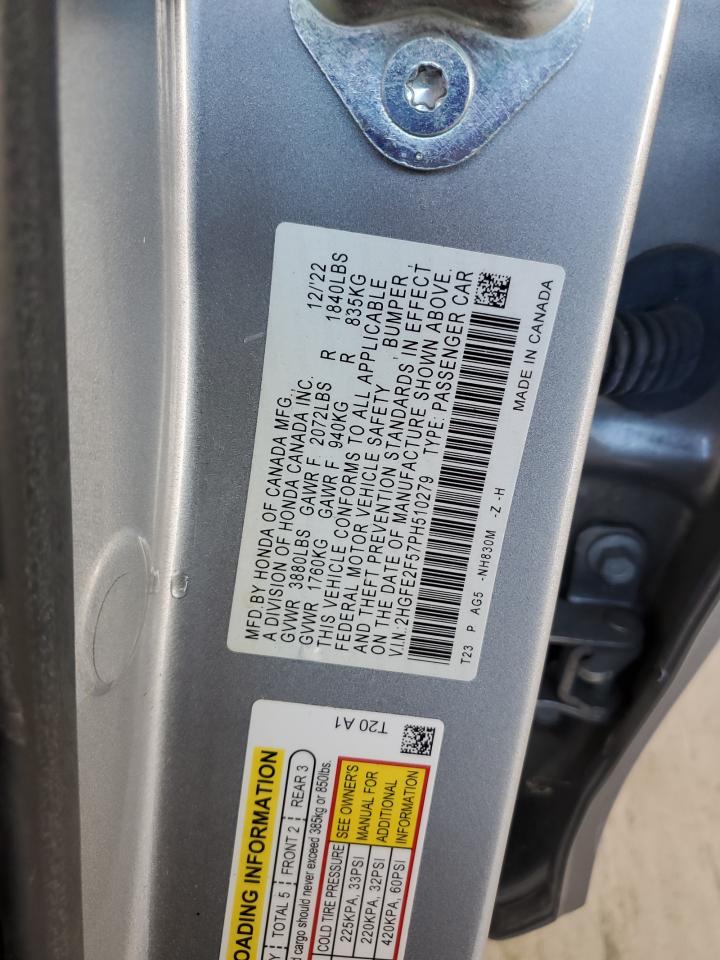 MFD.BY HONDA OF CANADA MFG., 12/'22
A DIVISION OF HONDA CANADA INC.
GVWR 3880LBS GAWR F 2072LBS R 1840LBS
GVWR 1760KG GAWR F 940KG R 835KG
THIS VEHICLE CONFORMS TO ALL APPLICABLE
FEDERAL MOTOR VEHICLE SAFETY , BUMPER ,
AND THEFT PREVENTION STANDARDS IN EFFECT
ON THE DATE OF MANUFACTURE SHOWN ABOVE.
V.I.N.:2HGFE2F57PH510279 TYPE: PASSENGER CAR
T23 P AG5 -NH830M -Z -H
MADE IN CANADA
T20 A1
LOADING INFORMATION
TOTAL 5 FRONT 2 REAR 3
cargo should never exceed 385kg or 850lbs.
COLD TIRE PRESSURE SEE OWNER'S
225KPA, 33PSI MANUAL FOR
220KPA, 32PSI ADDITIONAL
420KPA, 60PSI INFORMATION